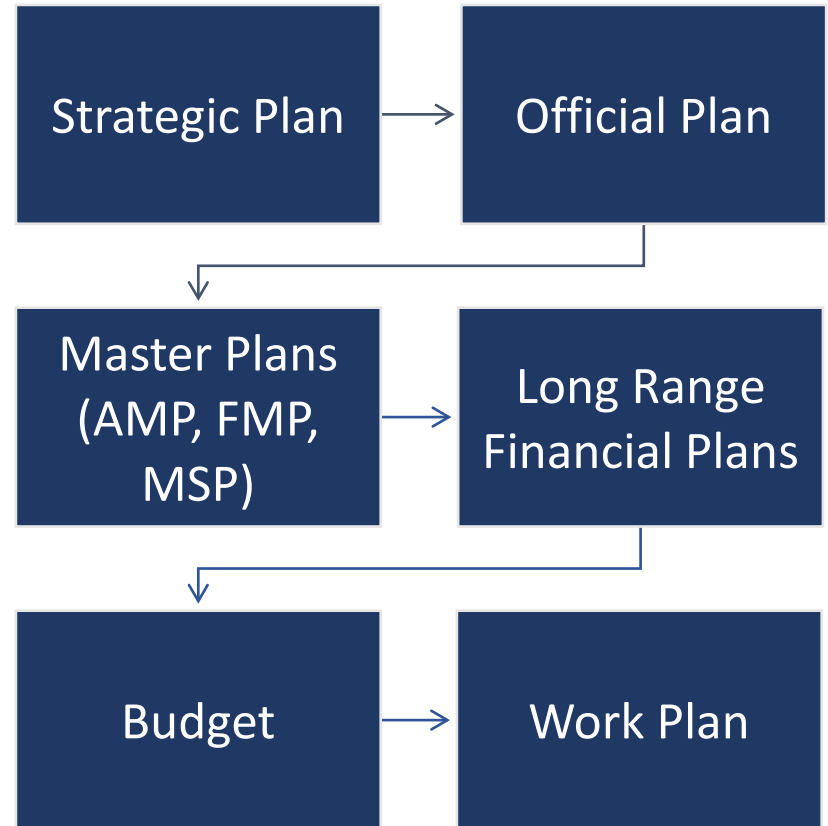 Strategic Plan
Official Plan
Master Plans
(AMP, FMP,
MSP)
Long Range
Financial Plans
Budget
Work Plan